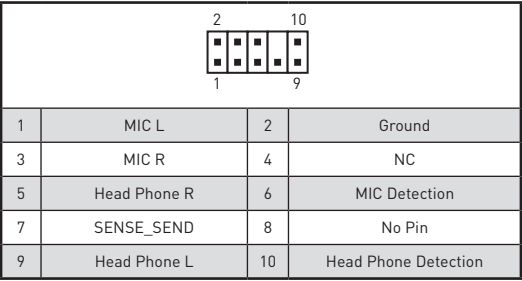 2 10
1 9
1 MIC L 2 Ground
3 MIC R 4 NC
5 Head Phone R 6 MIC Detection
7 SENSE_SEND 8 No Pin
9 Head Phone L 10 Head Phone Detection